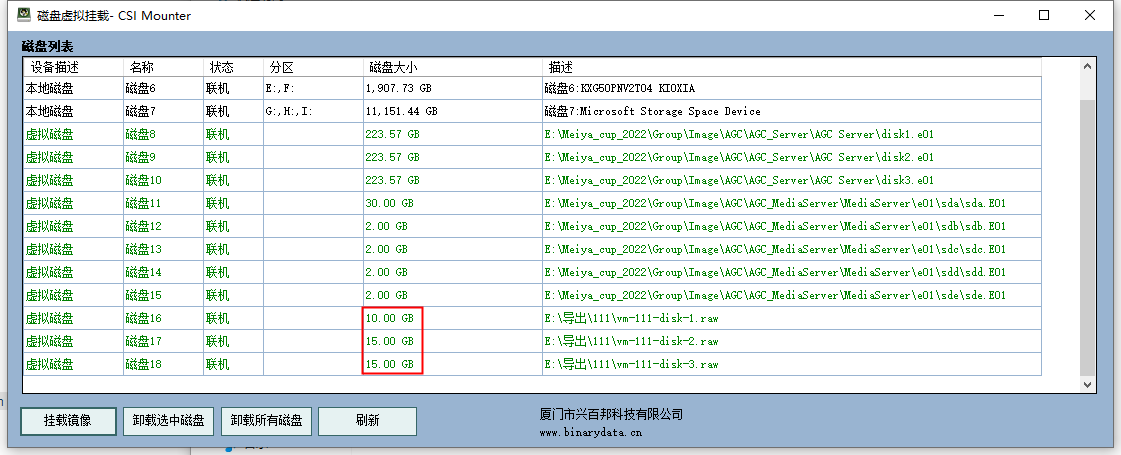 磁盘虚拟挂载- CSI Mounter
磁盘列表
设备描述 名称 状态 分区 磁盘大小 描述
本地磁盘 磁盘6 联机 E:,F: 1,907.73 GB 磁盘6:KXG50PNV2T04 KIOXIA
本地磁盘 磁盘7 联机 G:,H:,I: 11,151.44 GB 磁盘7:Microsoft Storage Space Device
虚拟磁盘 磁盘8 联机 223.57 GB E:\Meiya_cup_2022\Group\Image\AGC\AGC_Server\AGC Server\disk1.e01
虚拟磁盘 磁盘9 联机 223.57 GB E:\Meiya_cup_2022\Group\Image\AGC\AGC_Server\AGC Server\disk2.e01
虚拟磁盘 磁盘10 联机 223.57 GB E:\Meiya_cup_2022\Group\Image\AGC\AGC_Server\AGC Server\disk3.e01
虚拟磁盘 磁盘11 联机 30.00 GB E:\Meiya_cup_2022\Group\Image\AGC\AGC_MediaServer\MediaServer\e01\sda\sda.E01
虚拟磁盘 磁盘12 联机 2.00 GB E:\Meiya_cup_2022\Group\Image\AGC\AGC_MediaServer\MediaServer\e01\sdb\sdb.E01
虚拟磁盘 磁盘13 联机 2.00 GB E:\Meiya_cup_2022\Group\Image\AGC\AGC_MediaServer\MediaServer\e01\sdc\sdc.E01
虚拟磁盘 磁盘14 联机 2.00 GB E:\Meiya_cup_2022\Group\Image\AGC\AGC_MediaServer\MediaServer\e01\sdd\sdd.E01
虚拟磁盘 磁盘15 联机 2.00 GB E:\Meiya_cup_2022\Group\Image\AGC\AGC_MediaServer\MediaServer\e01\sde\sde.E01
虚拟磁盘 磁盘16 联机 10.00 GB E:\导出\111\vm-111-disk-1.raw
虚拟磁盘 磁盘17 联机 15.00 GB E:\导出\111\vm-111-disk-2.raw
虚拟磁盘 磁盘18 联机 15.00 GB E:\导出\111\vm-111-disk-3.raw
挂载镜像 卸载选中磁盘 卸载所有磁盘 刷新 厦门市兴百邦科技有限公司
www.binarydata.cn